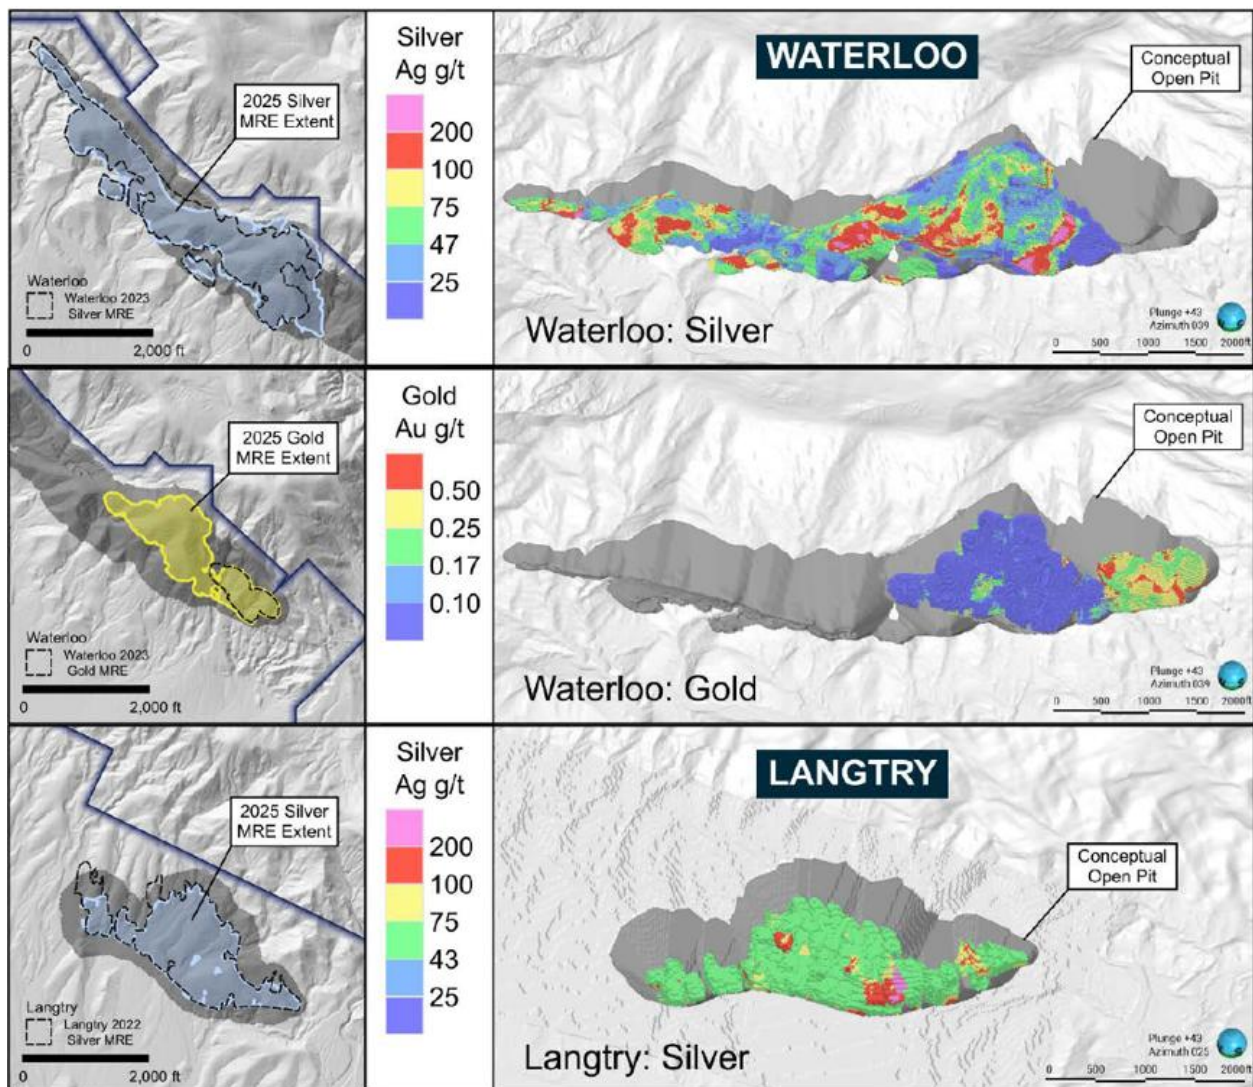 2025 Silver
MRE Extent
Waterloo
Waterloo 2023
Silver MRE
0
2,000 ft
Silver
Ag g/t
200
100
75
47
25
WATERLOO
Conceptual
Open Pit
Waterloo: Silver
Plunge +43
Azimuth 039
0 500 1000 1500 2000ft
2025 Gold
MRE Extent
Waterloo
Waterloo 2023
Gold MRE
0
2,000 ft
Gold
Au g/t
0.50
0.25
0.17
0.10
Conceptual
Open Pit
Waterloo: Gold
Plunge +43
Azimuth 039
0 500 1000 1500 2000ft
2025 Silver
MRE Extent
Langtry
Langtry 2022
Silver MRE
0
2,000 ft
Silver
Ag g/t
200
100
75
43
25
LANGTRY
Conceptual
Open Pit
Langtry: Silver
Plunge +43
Azimuth 025
0 500 1000 1500 2000ft